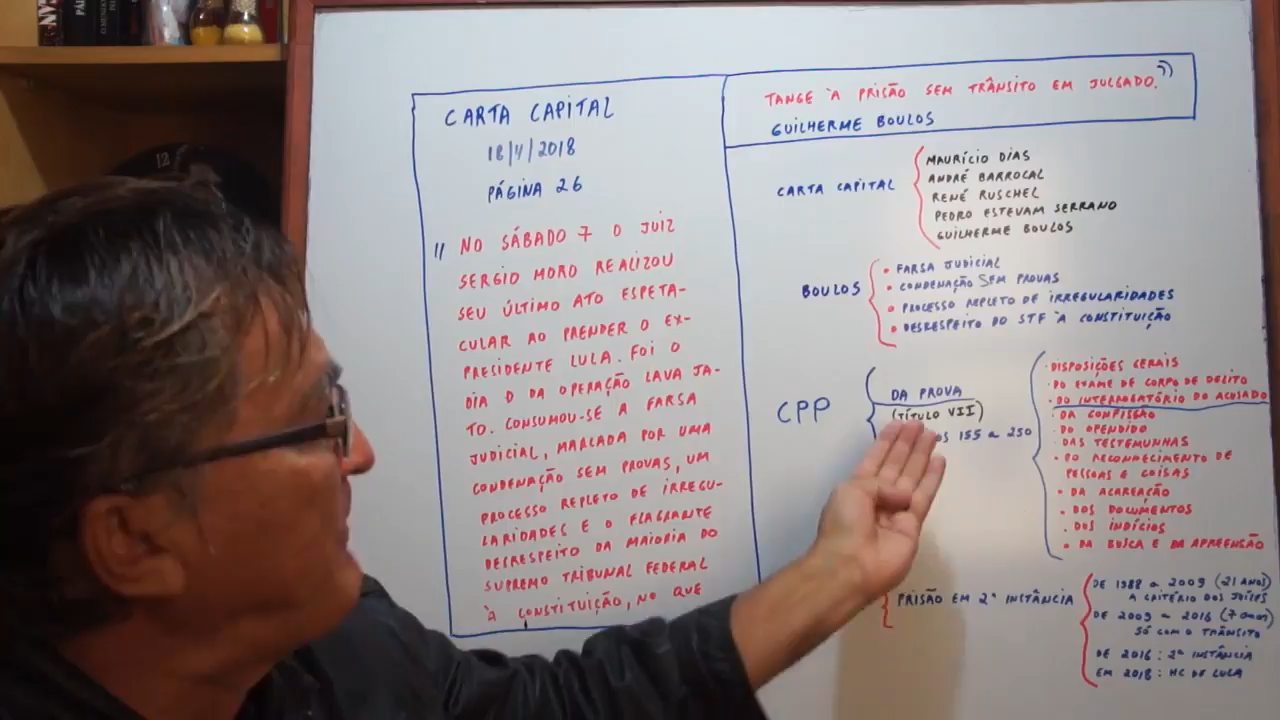 CARTA CAPITAL
18/4/2018
PÁGINA 26
" NO SÁBADO 7 O JUIZ
SERGIO MORO REALIZOU
SEU ÚLTIMO ATO ESPETA-
CULAR AO PRENDER O EX-
PRESIDENTE LULA. FOI O
DIA D DA OPERAÇÃO LAVA JA-
TO. CONSUMOU-SE A FARSA
JUDICIAL, MARCADA POR UMA
CONDENAÇÃO SEM PROVAS, UM
PROCESSO REPLETO DE IRREGU-
LARIDADES E O FLAGRANTE
DESRESPEITO DA MAIORIA DO
SUPREMO TRIBUNAL FEDERAL
À CONSTITUIÇÃO, NO QUE
TANGE À PRISÃO SEM TRÂNSITO EM JULGADO."
GUILHERME BOULOS
CARTA CAPITAL
MAURÍCIO DIAS
ANDRÉ BARROCAL
RENÉ RUSCHEL
PEDRO ESTEVAM SERRANO
GUILHERME BOULOS
BOULOS
• FARSA JUDICIAL
• CONDENAÇÃO SEM PROVAS
• PROCESSO REPLETO DE IRREGULARIDADES
• DESRESPEITO DO STF À CONSTITUIÇÃO
CPP
DA PROVA
(TÍTULO VII)
OS 155 a 250
• DISPOSIÇÕES GERAIS
• DO EXAME DE CORPO DE DELITO
• DO INTERROGATÓRIO DO ACUSADO
• DA CONFISSÃO
• DO OFENDIDO
• DAS TESTEMUNHAS
• DO RECONHECIMENTO DE
PESSOAS E COISAS
• DA ACAREAÇÃO
• DOS DOCUMENTOS
• DOS INDÍCIOS
• DA BUSCA E DA APREENSÃO
PRISÃO EM 2ª INSTÂNCIA
DE 1988 a 2009 (21 ANOS)
A CRITÉRIO DOS JUÍZES
DE 2009 a 2016 (7 anos)
SÓ COM O TRÂNSITO
DE 2016: 2ª INSTÂNCIA
EM 2018: HC DE LULA
12